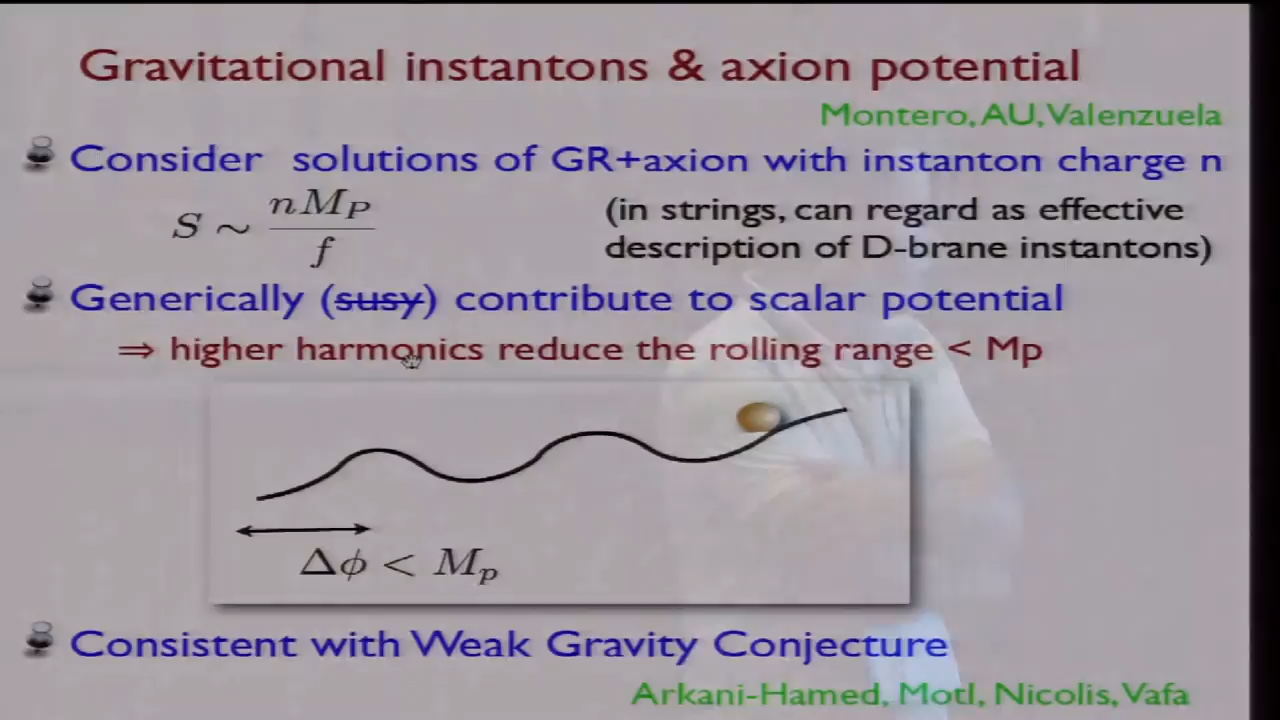 Gravitational instantons & axion potential
Montero, AU, Valenzuela
Consider solutions of GR+axion with instanton charge n
S ∼ nM_P / f
(in strings, can regard as effective
description of D-brane instantons)
Generically (~~susy~~) contribute to scalar potential
⇒ higher harmonics reduce the rolling range < Mp
Δϕ < M_p
Consistent with Weak Gravity Conjecture
Arkani-Hamed, Motl, Nicolis, Vafa